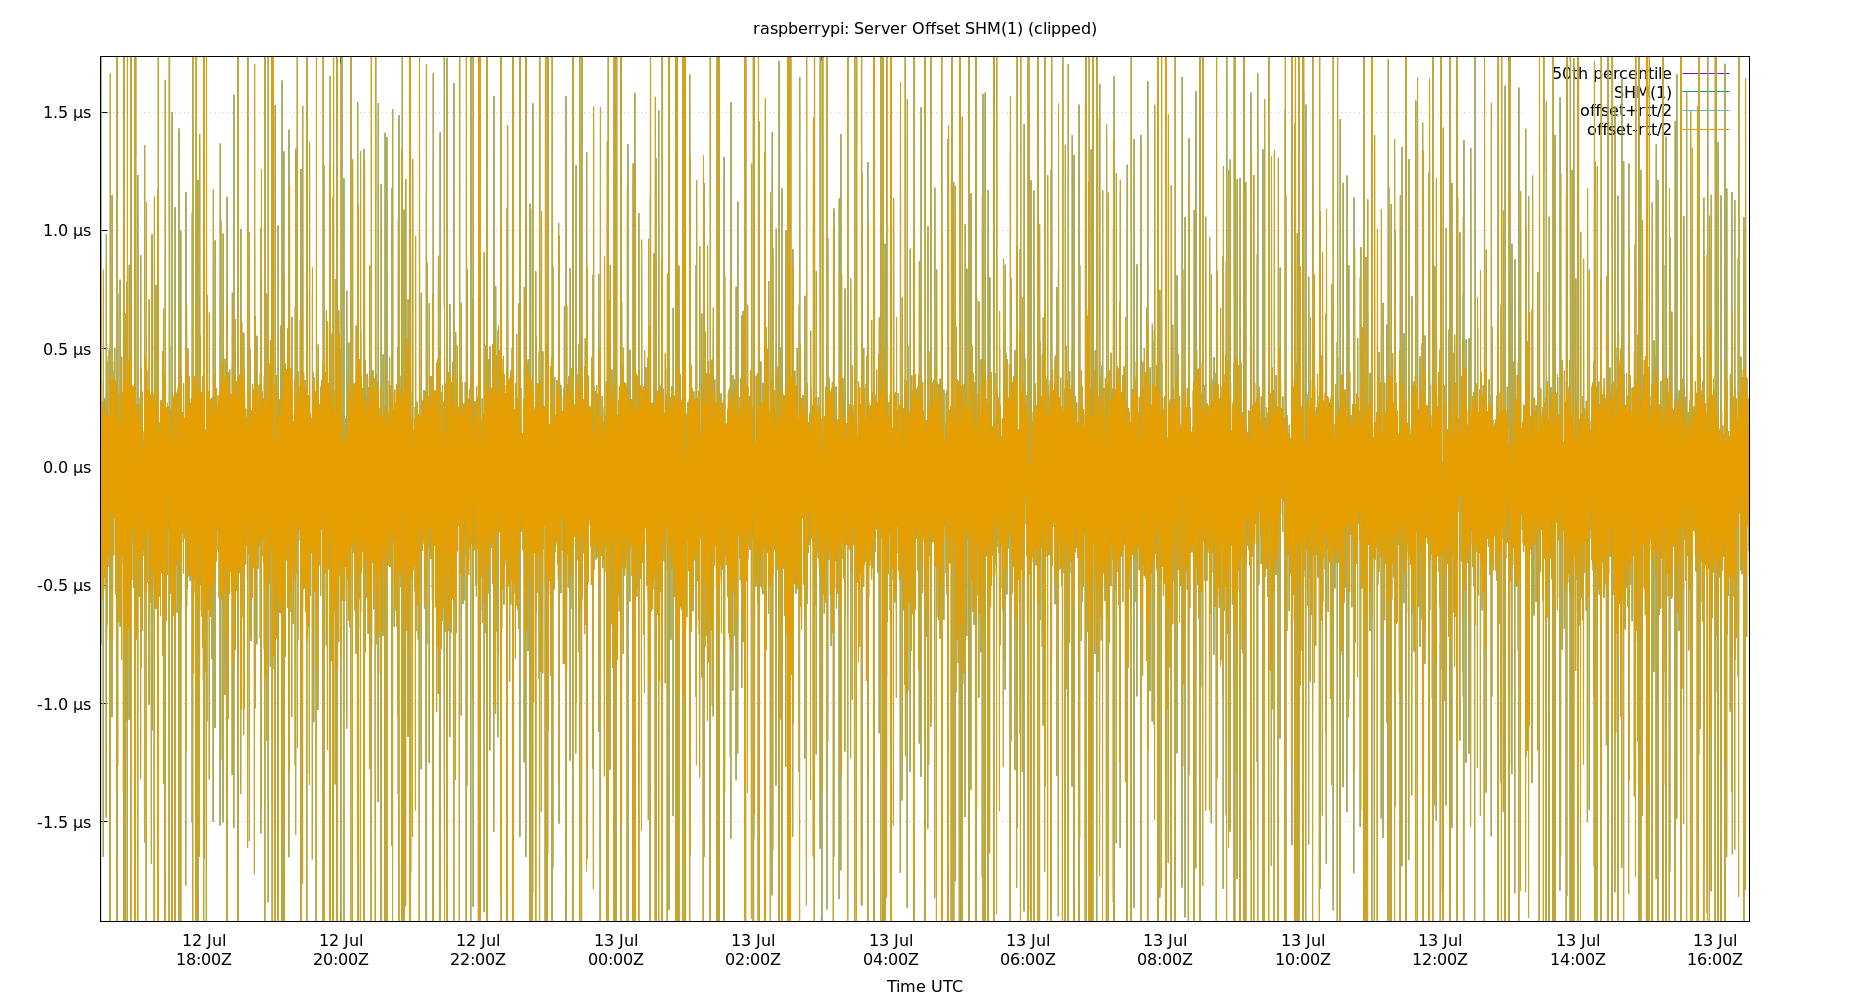 raspberrypi: Server Offset SHM(1) (clipped)
50th percentile
SHM(1)
offset+rtt/2
offset-rtt/2
1.5 µs
1.0 µs
0.5 µs
0.0 µs
-0.5 µs
-1.0 µs
-1.5 µs
12 Jul 12 Jul 12 Jul 13 Jul 13 Jul 13 Jul 13 Jul 13 Jul 13 Jul 13 Jul 13 Jul 13 Jul
18:00Z 20:00Z 22:00Z 00:00Z 02:00Z 04:00Z 06:00Z 08:00Z 10:00Z 12:00Z 14:00Z 16:00Z
Time UTC